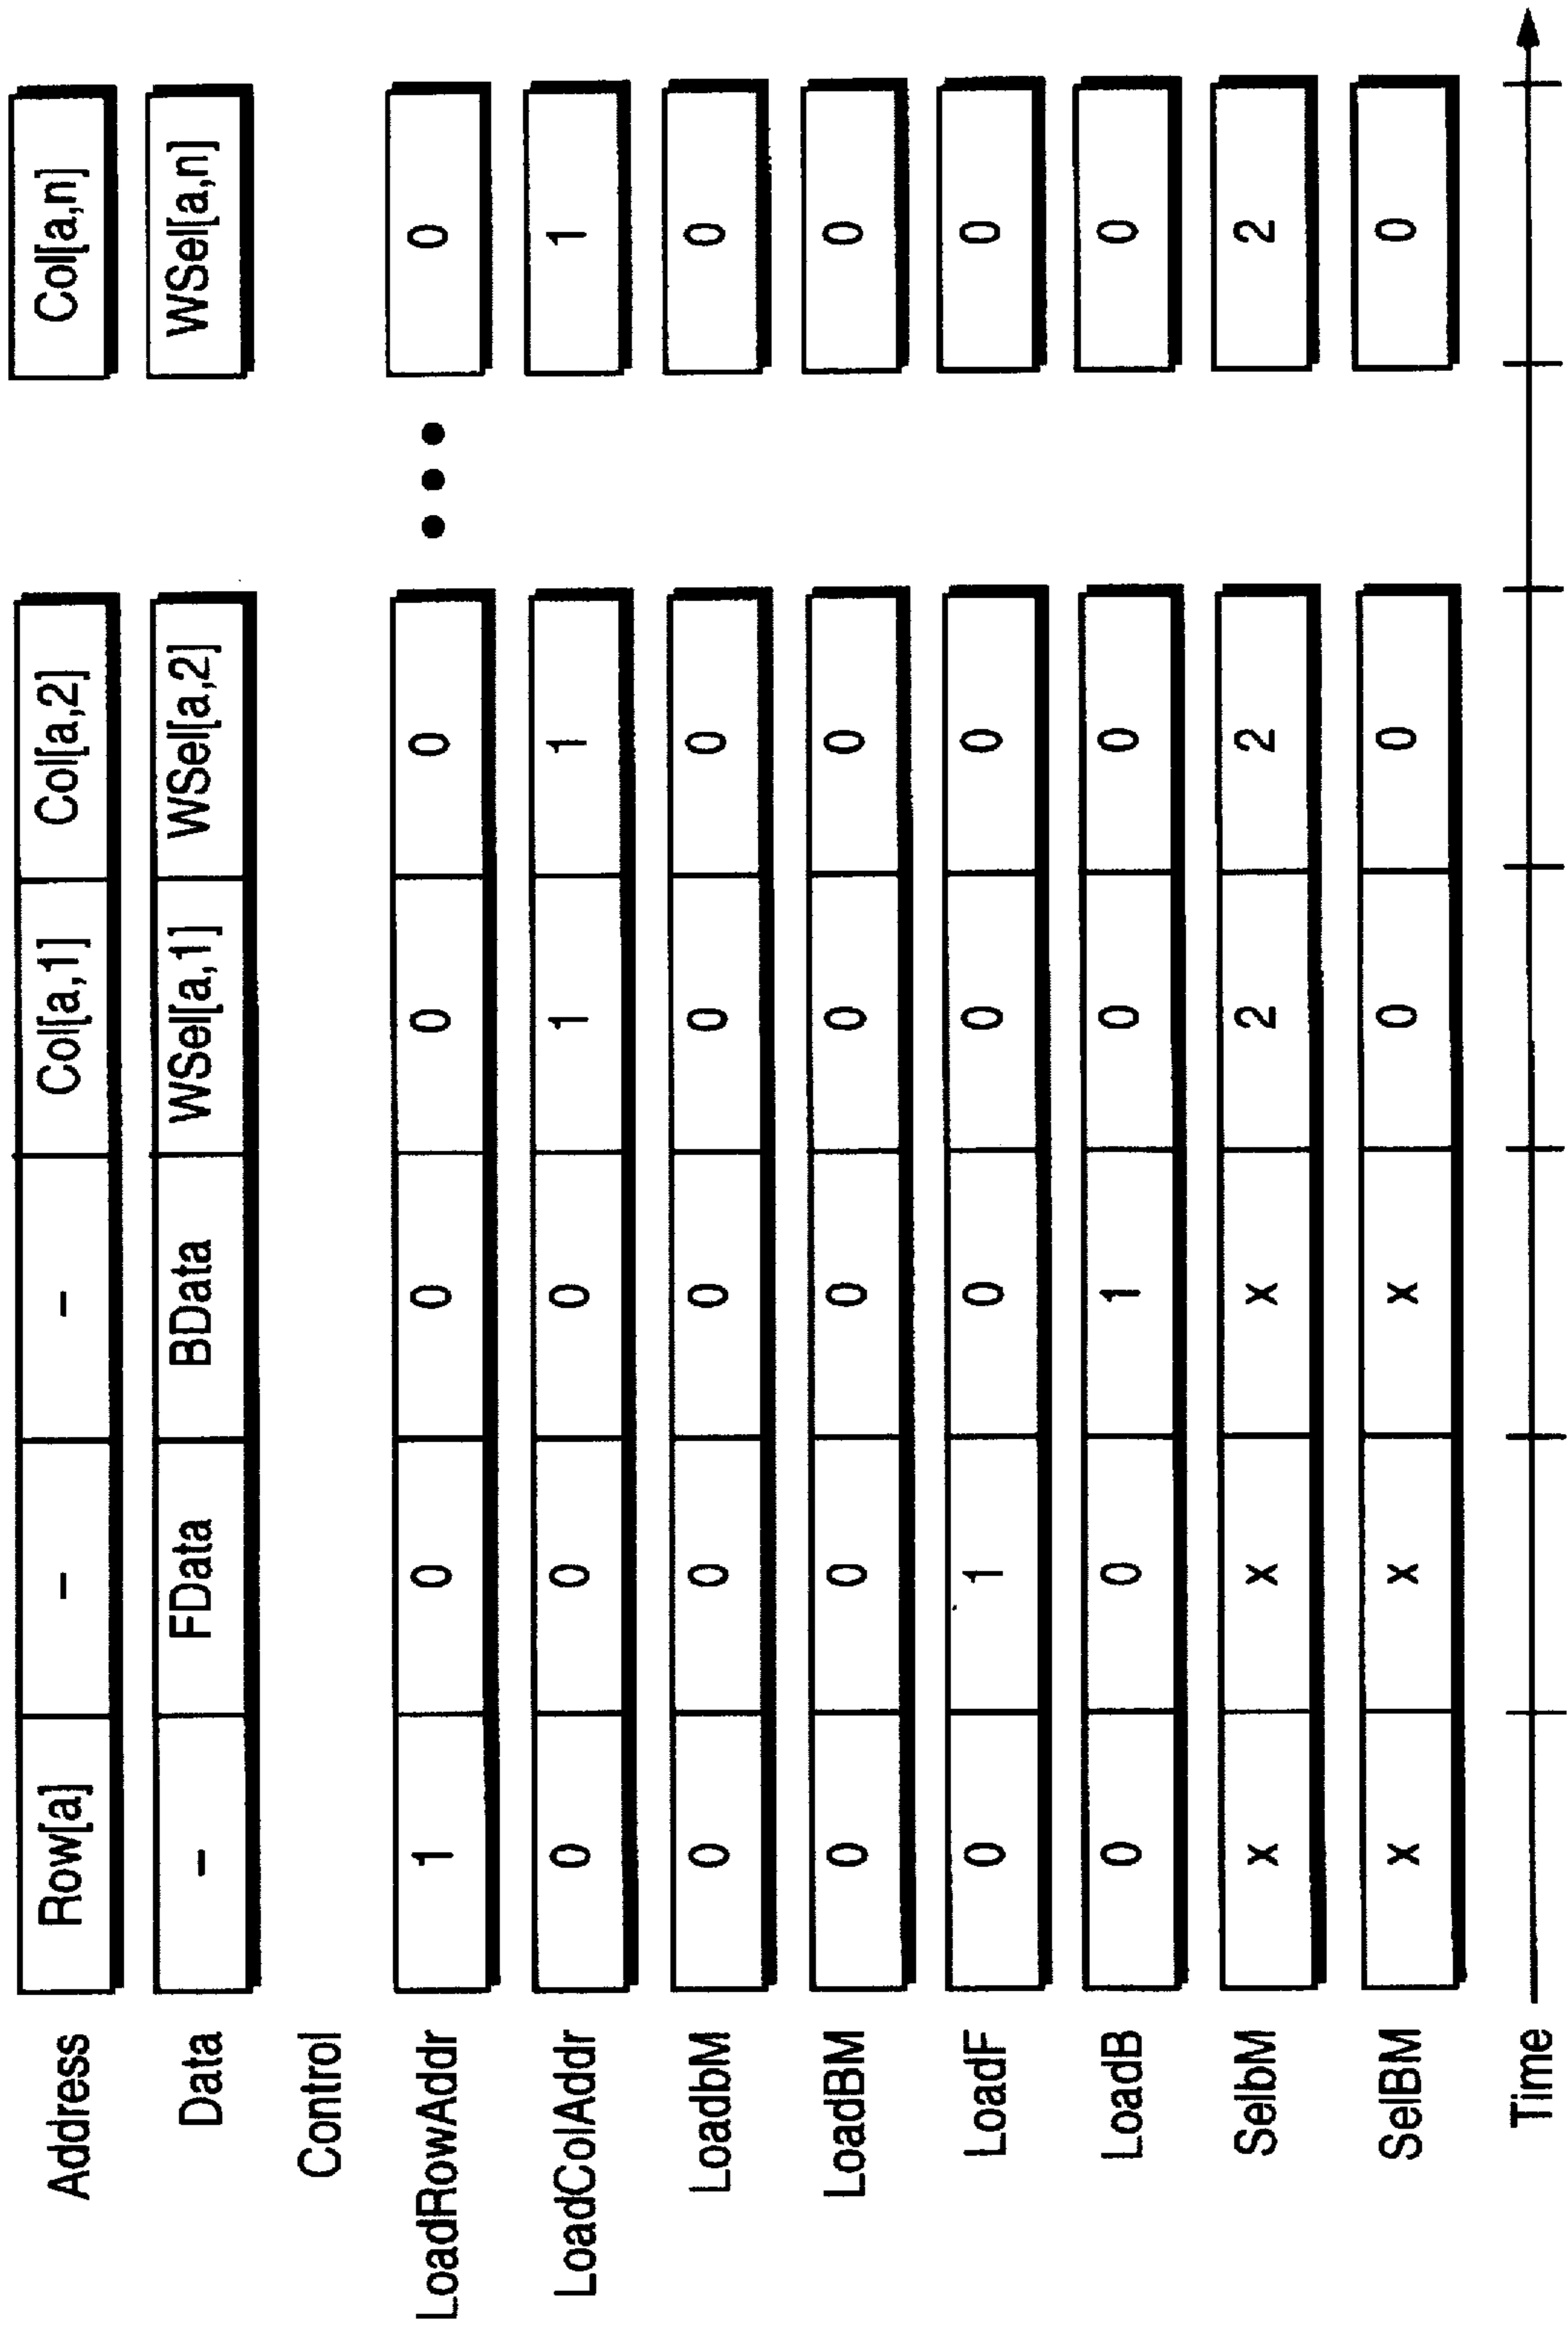 Address Row[a] – – Col[a,1] Col[a,2] Col[a,n]
Data – FData BData WSel[a,1] WSel[a,2] WSel[a,n]
Control
LoadRowAddr 1 0 0 0 0 ••• 0
LoadColAddr 0 0 0 1 1 1
LoadbM 0 0 0 0 0 0
LoadBM 0 0 0 0 0 0
LoadF 0 1 0 0 0 0
LoadB 0 0 1 0 0 0
SelbM x x x 2 2 2
SelBM x x x 0 0 0
Time